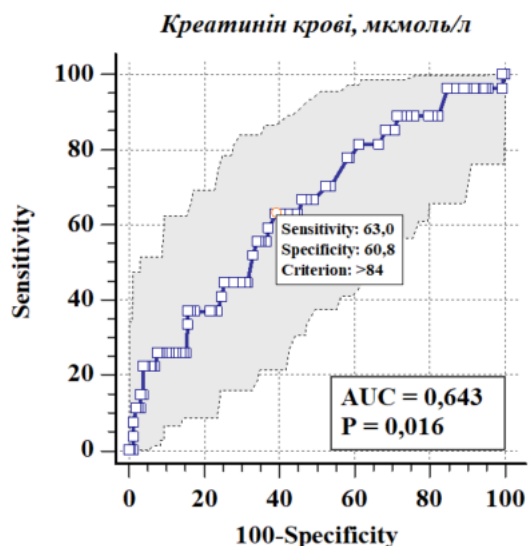 Креатинін крові, мкмоль/л
100
80
60
40
20
0
Sensitivity
Sensitivity: 63,0
Specificity: 60,8
Criterion: >84
AUC = 0,643
P = 0,016
0 20 40 60 80 100
100-Specificity